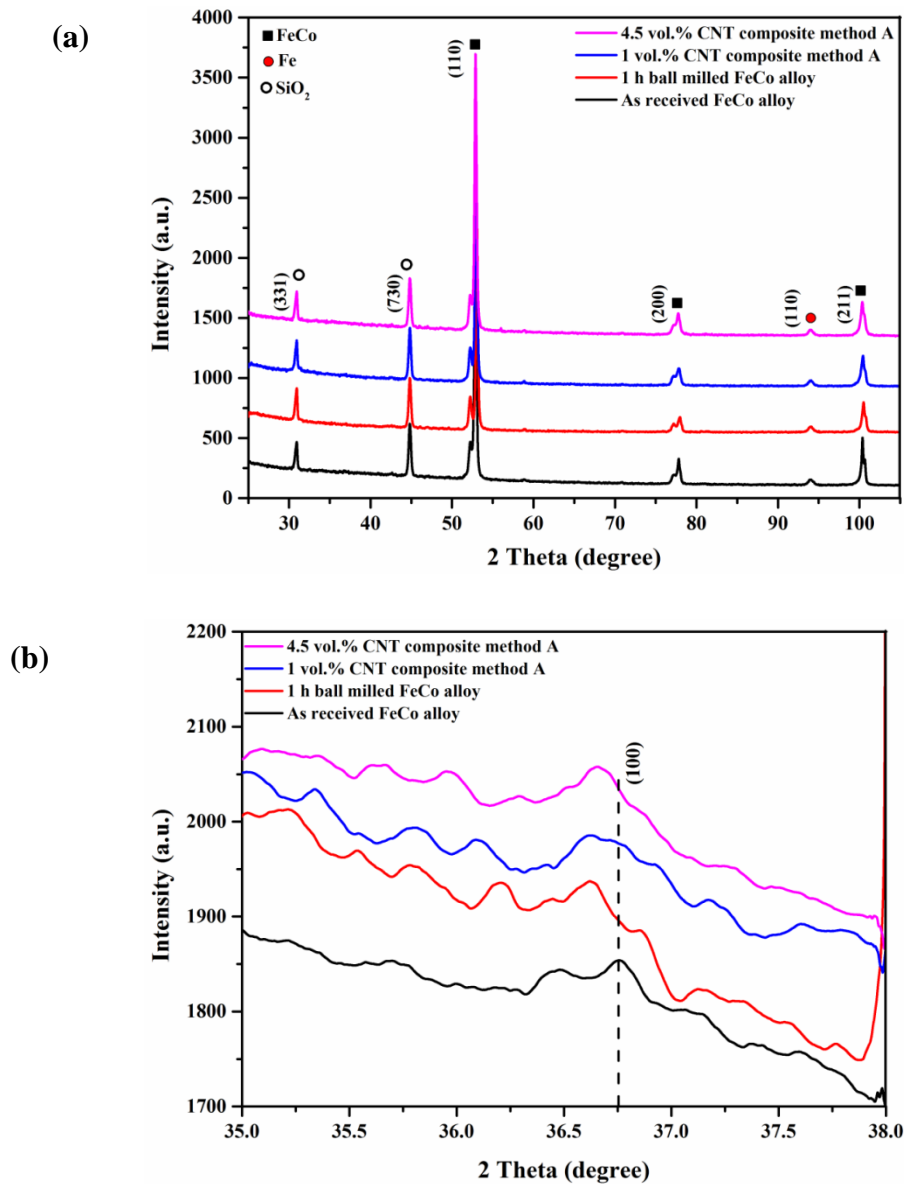 (a)
4000
3500
3000
2500
2000
1500
1000
500
0
Intensity (a.u.)
FeCo
Fe
SiO2
4.5 vol.% CNT composite method A
1 vol.% CNT composite method A
1 h ball milled FeCo alloy
As received FeCo alloy
(331)
(730)
(110)
(200)
(110)
(211)
30 40 50 60 70 80 90 100
2 Theta (degree)
(b)
2200
2100
2000
1900
1800
1700
Intensity (a.u.)
4.5 vol.% CNT composite method A
1 vol.% CNT composite method A
1 h ball milled FeCo alloy
As received FeCo alloy
(100)
35.0 35.5 36.0 36.5 37.0 37.5 38.0
2 Theta (degree)